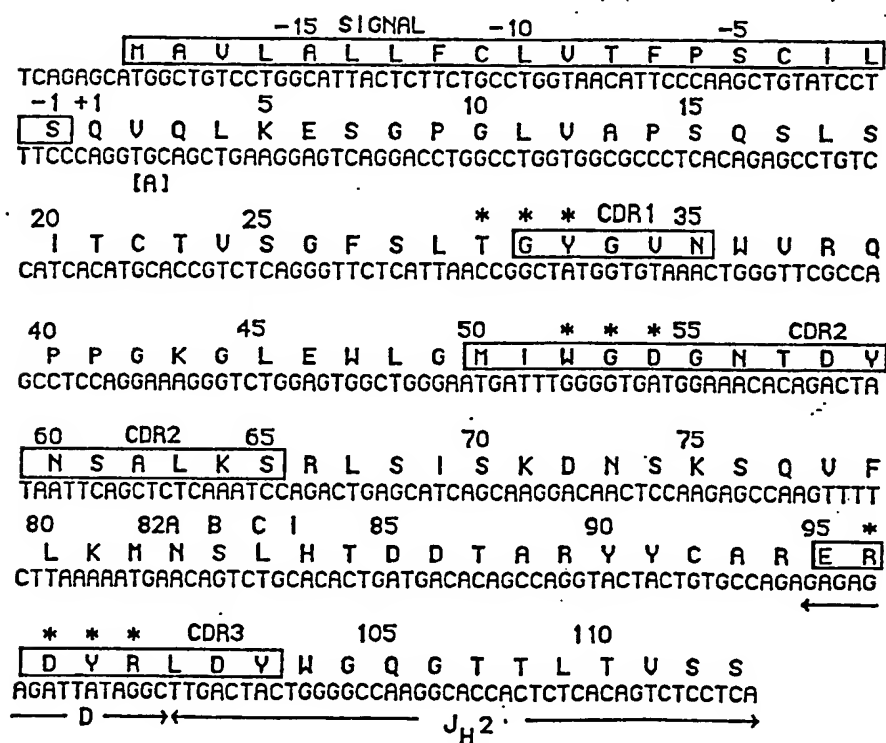 -15 SIGNAL -10 -5
M A V L A L L F C L V T F P S C I L
TCAGAGCATGGCTGTCCTGGCATTACTCTTCTGCCTGGTAACATTCCCAAGCTGTATCCT
-1 +1 5 10 15
S Q V Q L K E S G P G L V A P S Q S L S
TTCCCAGGTGCAGCTGAAGGAGTCAGGACCTGGCCTGGTGGCGCCCTCACAGAGCCTGTC
[A]
20 25 * * * CDR1 35
I T C T V S G F S L T G Y G V N W V R Q
CATCACATGCACCGTCTCAGGGTTCTCATTAACCGGCTATGGTGTAAACTGGGTTCGCCA
40 45 50 * * * 55 CDR2
P P G K G L E W L G M I W G D G N T D Y
GCCTCCAGGAAAGGGTCTGGAGTGGCTGGGAATGATTTGGGGTGATGGAAACACAGACTA
60 CDR2 65 70 75
N S A L K S R L S I S K D N S K S Q V F
TAATTCAGCTCTCAAATCCAGACTGAGCATCAGCAAGGACAACTCCAAGAGCCAAGTTTT
80 82A B C I 85 90 95 *
L K M N S L H T D D T A R Y Y C A R E R
CTTAAAAATGAACAGTCTGCACACTGATGACACAGCCAGGTACTACTGTGCCAGAGAGAG
* * * CDR3 105 110
D Y R L D Y W G Q G T T L T V S S
AGATTATAGGCTTGACTACTGGGGCCAAGGCACCACTCTCACAGTCTCCTCA
D JH2